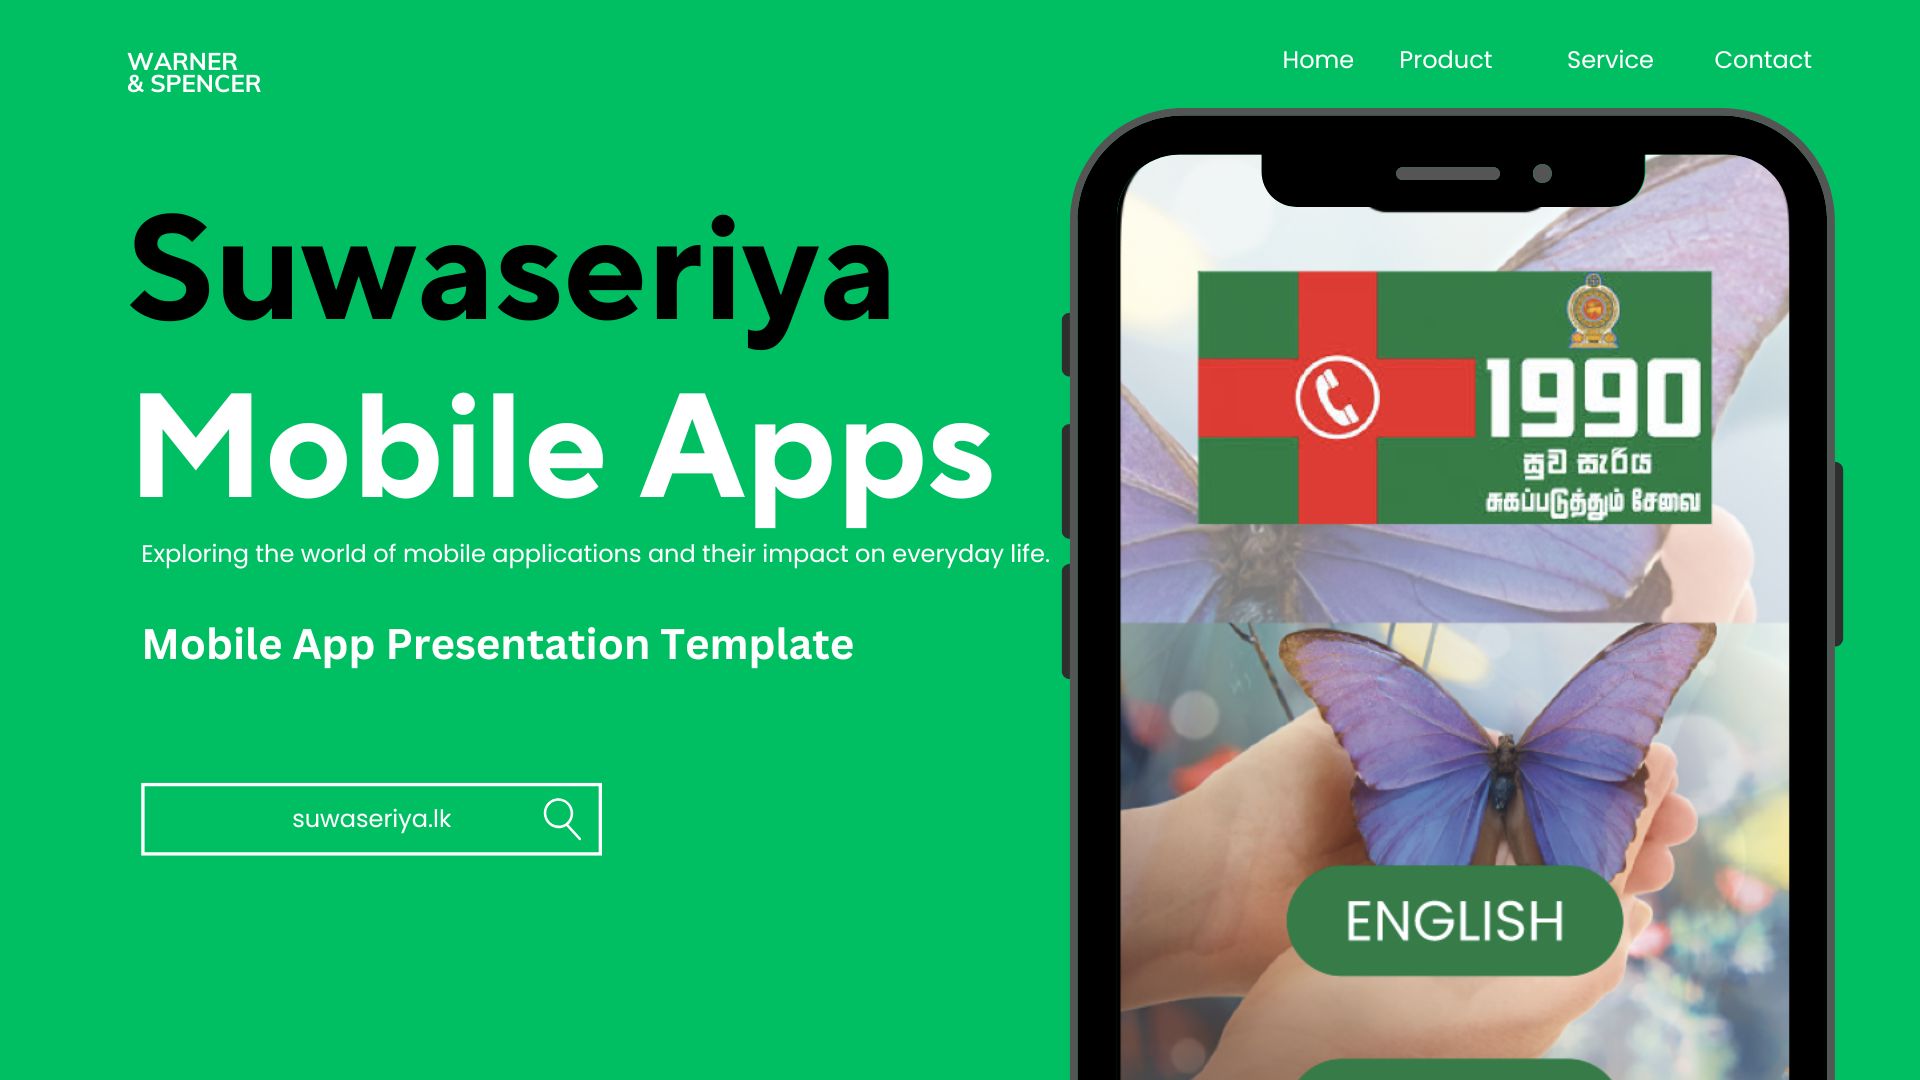 WARNER
& SPENCER
Home Product Service Contact
Suwaseriya
Mobile Apps
Exploring the world of mobile applications and their impact on everyday life.
Mobile App Presentation Template
suwaseriya.lk
1990
සුව සැරිය
சுகப்படுத்தும் சேவை
ENGLISH